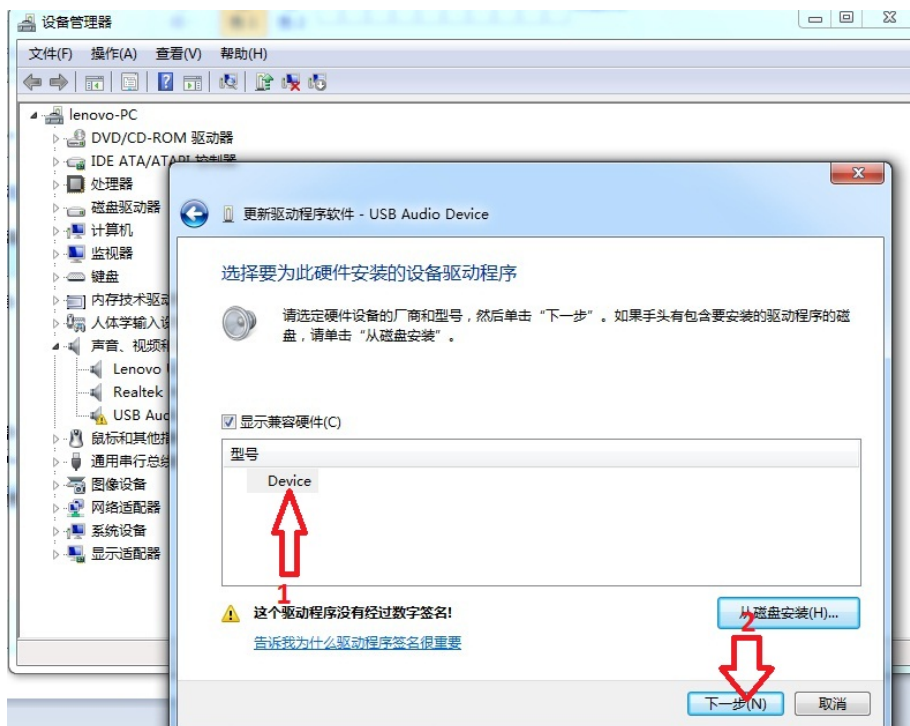 设备管理器
文件(F) 操作(A) 查看(V) 帮助(H)
lenovo-PC
DVD/CD-ROM 驱动器
IDE ATA/ATAPI 控制器
处理器
磁盘驱动器
计算机
监视器
键盘
内存技术驱动
人体学输入设
声音、视频和
Lenovo
Realtek
USB Aud
鼠标和其他指
通用串行总线
图像设备
网络适配器
系统设备
显示适配器
更新驱动程序软件 - USB Audio Device
选择要为此硬件安装的设备驱动程序
请选定硬件设备的厂商和型号，然后单击“下一步”。如果手头有包含要安装的驱动程序的磁
盘，请单击“从磁盘安装”。
显示兼容硬件(C)
型号
Device
1
这个驱动程序没有经过数字签名!
从磁盘安装(H)...
告诉我为什么驱动程序签名很重要
2
下一步(N) 取消